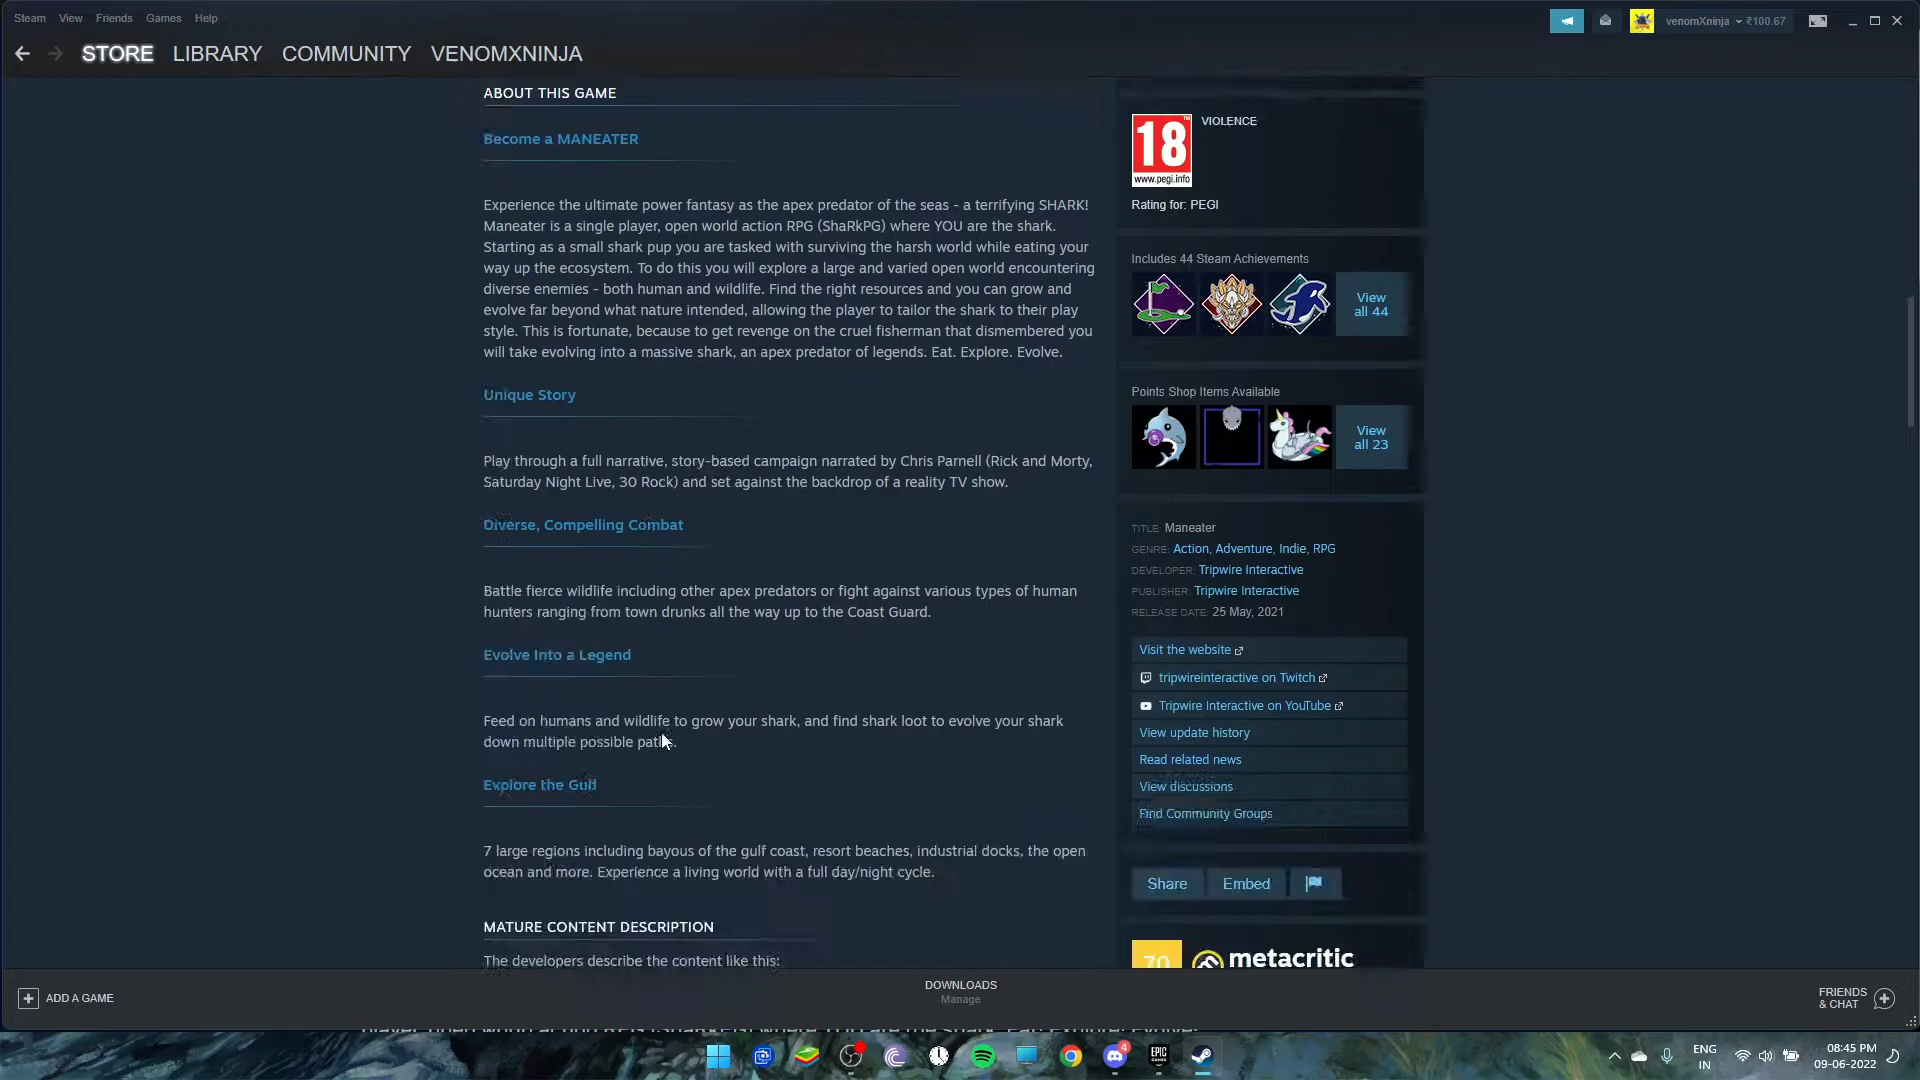 Steam View Friends Games Help
venomXninja ₹100.67
STORE LIBRARY COMMUNITY VENOMXNINJA
ABOUT THIS GAME
Become a MANEATER
Experience the ultimate power fantasy as the apex predator of the seas - a terrifying SHARK!
Maneater is a single player, open world action RPG (ShaRkPG) where YOU are the shark.
Starting as a small shark pup you are tasked with surviving the harsh world while eating your
way up the ecosystem. To do this you will explore a large and varied open world encountering
diverse enemies - both human and wildlife. Find the right resources and you can grow and
evolve far beyond what nature intended, allowing the player to tailor the shark to their play
style. This is fortunate, because to get revenge on the cruel fisherman that dismembered you
will take evolving into a massive shark, an apex predator of legends. Eat. Explore. Evolve.
Unique Story
Play through a full narrative, story-based campaign narrated by Chris Parnell (Rick and Morty,
Saturday Night Live, 30 Rock) and set against the backdrop of a reality TV show.
Diverse, Compelling Combat
Battle fierce wildlife including other apex predators or fight against various types of human
hunters ranging from town drunks all the way up to the Coast Guard.
Evolve Into a Legend
Feed on humans and wildlife to grow your shark, and find shark loot to evolve your shark
down multiple possible paths.
Explore the Gulf
7 large regions including bayous of the gulf coast, resort beaches, industrial docks, the open
ocean and more. Experience a living world with a full day/night cycle.
MATURE CONTENT DESCRIPTION
The developers describe the content like this:
18
www.pegi.info
VIOLENCE
Rating for: PEGI
Includes 44 Steam Achievements
View
all 44
Points Shop Items Available
View
all 23
TITLE: Maneater
GENRE: Action, Adventure, Indie, RPG
DEVELOPER: Tripwire Interactive
PUBLISHER: Tripwire Interactive
RELEASE DATE: 25 May, 2021
Visit the website
tripwireinteractive on Twitch
Tripwire Interactive on YouTube
View update history
Read related news
View discussions
Find Community Groups
Share Embed
70 metacritic
ADD A GAME
DOWNLOADS
Manage
FRIENDS
& CHAT
player, open world action RPG (ShaRkPG) where YOU are the shark. Eat. Explore. Evolve.
4
EPIC
GAMES
ENG
IN
08:45 PM
09-06-2022